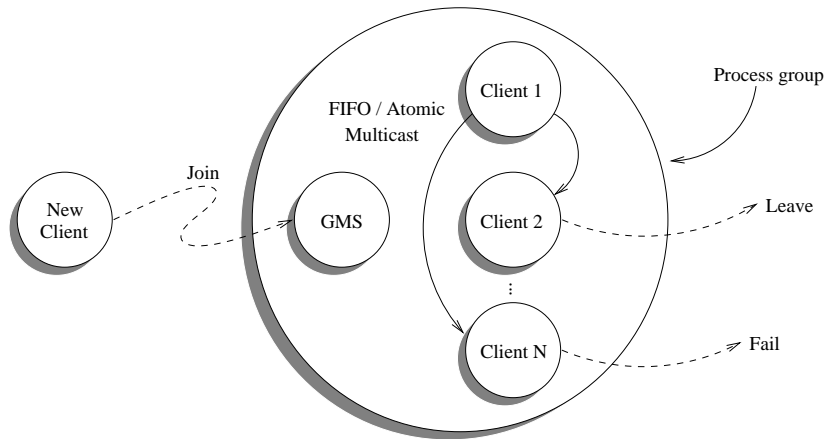 Client 1
Process group
FIFO / Atomic
Multicast
Join
New
Client
GMS
Client 2
Leave
...
Client N
Fail